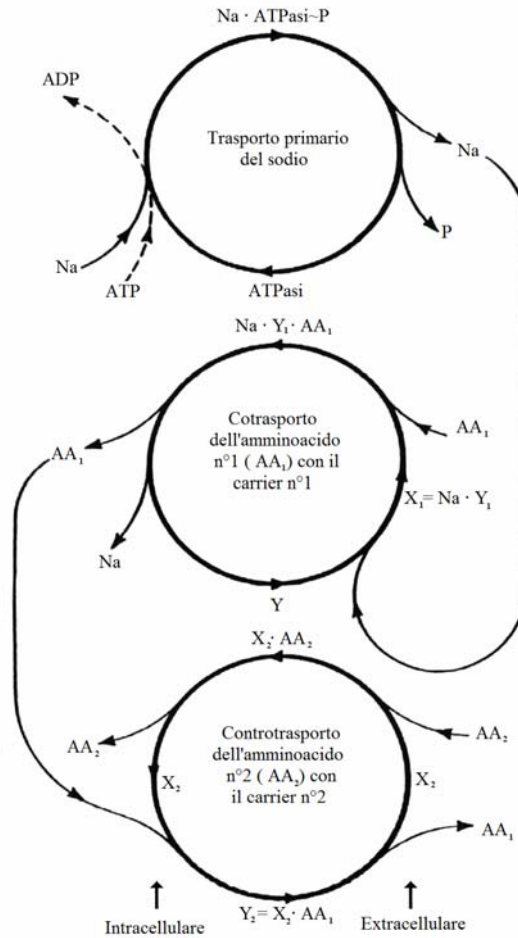 Na · ATPasi~P
ADP
Trasporto primario
del sodio
Na
P
Na
ATP
ATPasi
Na · Y₁ · AA₁
Cotrasporto
dell'amminoacido
n°1 ( AA₁) con il
carrier n°1
AA₁
AA₁
X₁= Na · Y₁
Na
Y
X₂· AA₂
Controtrasporto
dell'amminoacido
n°2 ( AA₂) con
il carrier n°2
AA₂
AA₂
X₂
X₂
AA₁
Y₂= X₂· AA₁
Intracellulare
Extracellulare